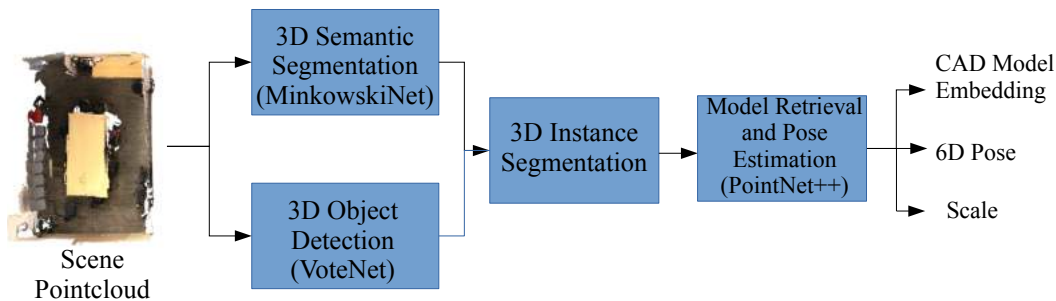 Scene
Pointcloud
3D Semantic
Segmentation
(MinkowskiNet)
3D Object
Detection
(VoteNet)
3D Instance
Segmentation
Model Retrieval
and Pose
Estimation
(PointNet++)
CAD Model
Embedding
6D Pose
Scale